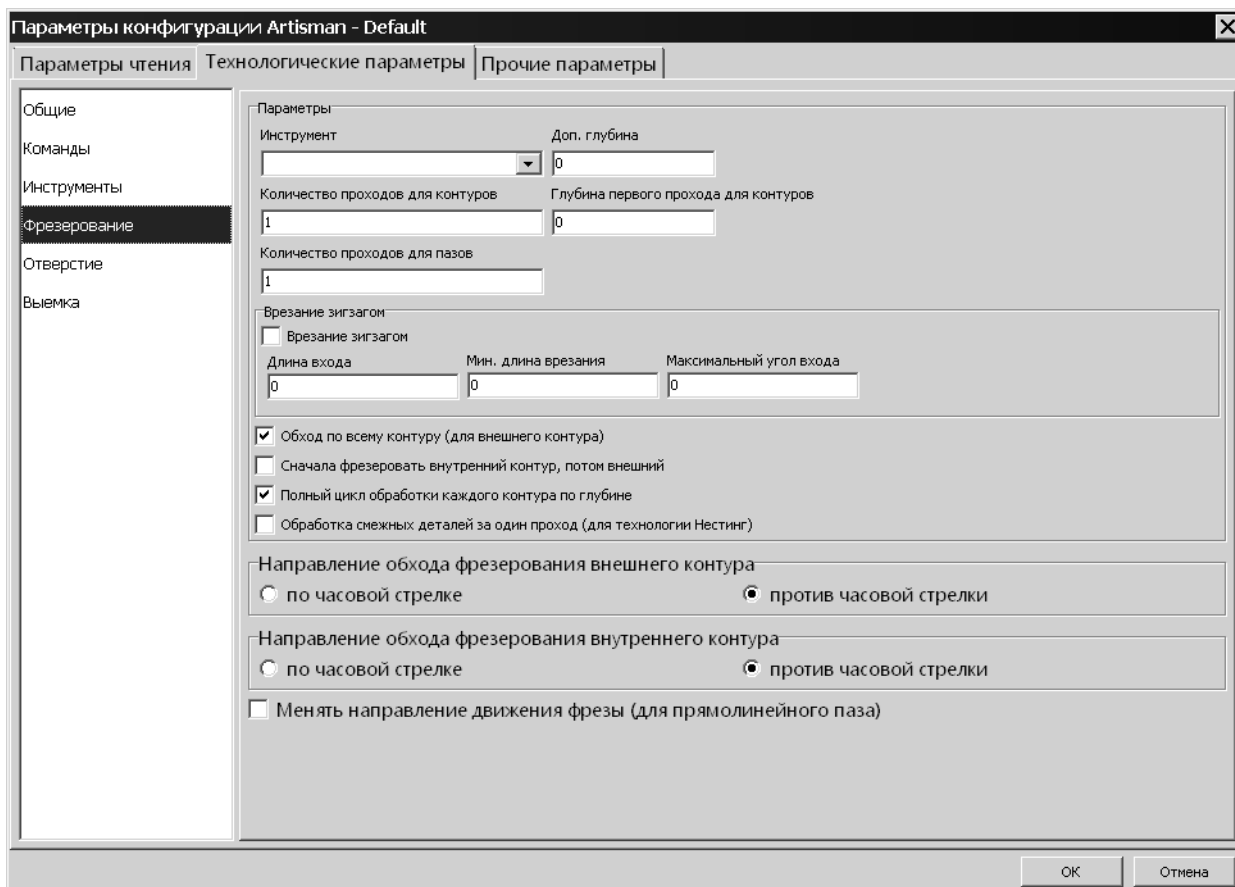 Параметры конфигурации Artisman - Default
Параметры чтения Технологические параметры Прочие параметры
Общие
Команды
Инструменты
Фрезерование
Отверстие
Выемка
Параметры
Инструмент Доп. глубина
0
Количество проходов для контуров Глубина первого прохода для контуров
1 0
Количество проходов для пазов
1
Врезание зигзагом
Врезание зигзагом
Длина входа Мин. длина врезания Максимальный угол входа
0 0 0
Обход по всему контуру (для внешнего контура)
Сначала фрезеровать внутренний контур, потом внешний
Полный цикл обработки каждого контура по глубине
Обработка смежных деталей за один проход (для технологии Нестинг)
Направление обхода фрезерования внешнего контура
по часовой стрелке против часовой стрелки
Направление обхода фрезерования внутреннего контура
по часовой стрелке против часовой стрелки
Менять направление движения фрезы (для прямолинейного паза)
OK Отмена